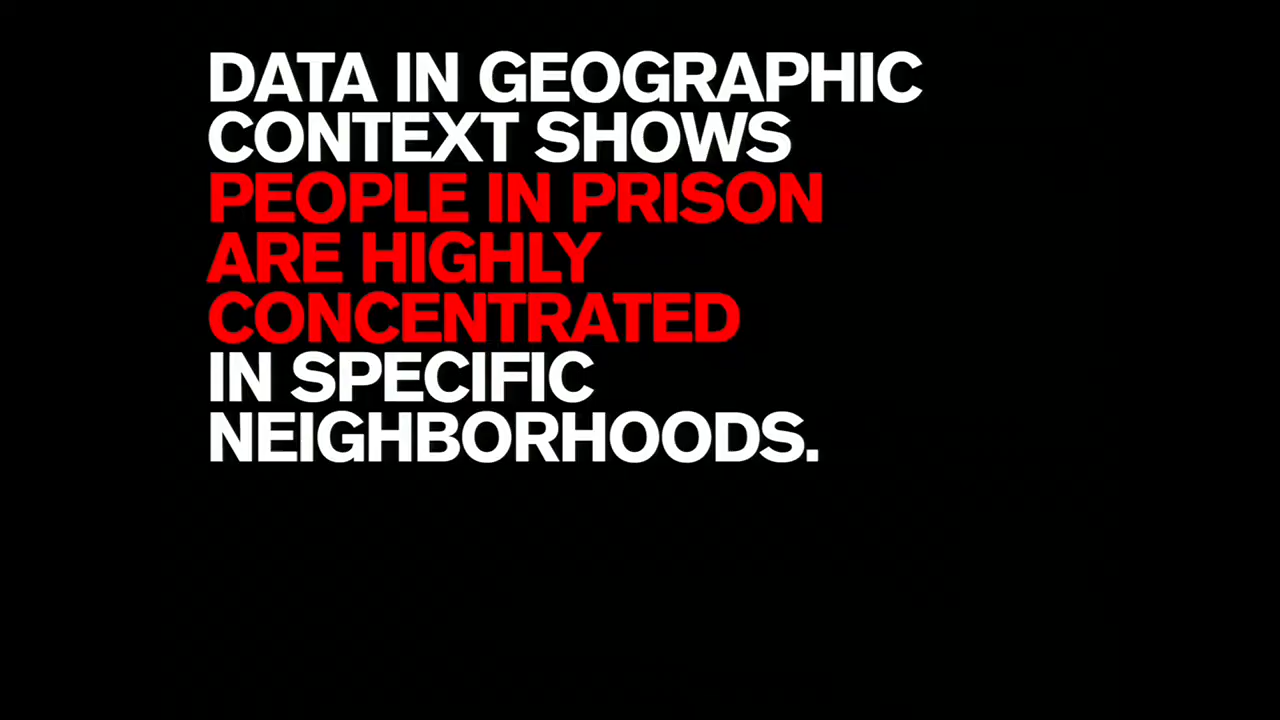 DATA IN GEOGRAPHIC
CONTEXT SHOWS
PEOPLE IN PRISON
ARE HIGHLY
CONCENTRATED
IN SPECIFIC
NEIGHBORHOODS.